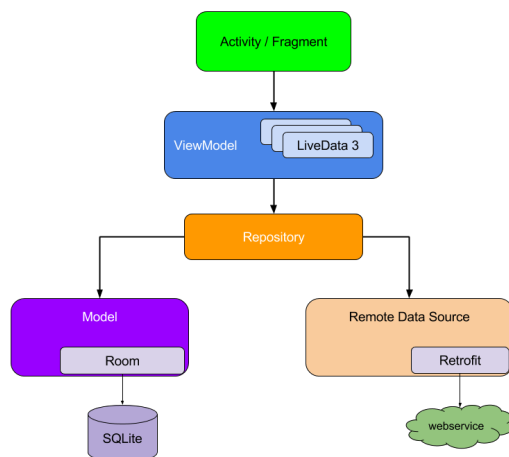 Activity / Fragment
ViewModel
LiveData 3
Repository
Model
Remote Data Source
Room
Retrofit
SQLite
webservice